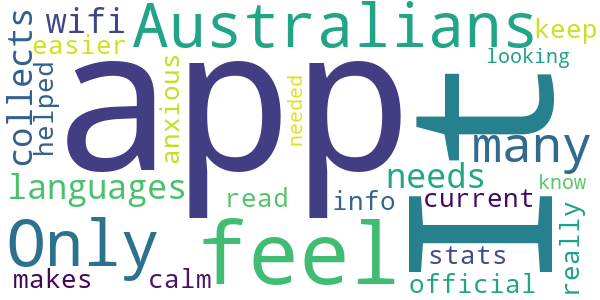 wifi
Australians
keep
easier
looking
collects
helped
anxious
app
needed
t
I
many
languages
needs
know
read
info
current
Only
feel
stats
really
makes
calm
official